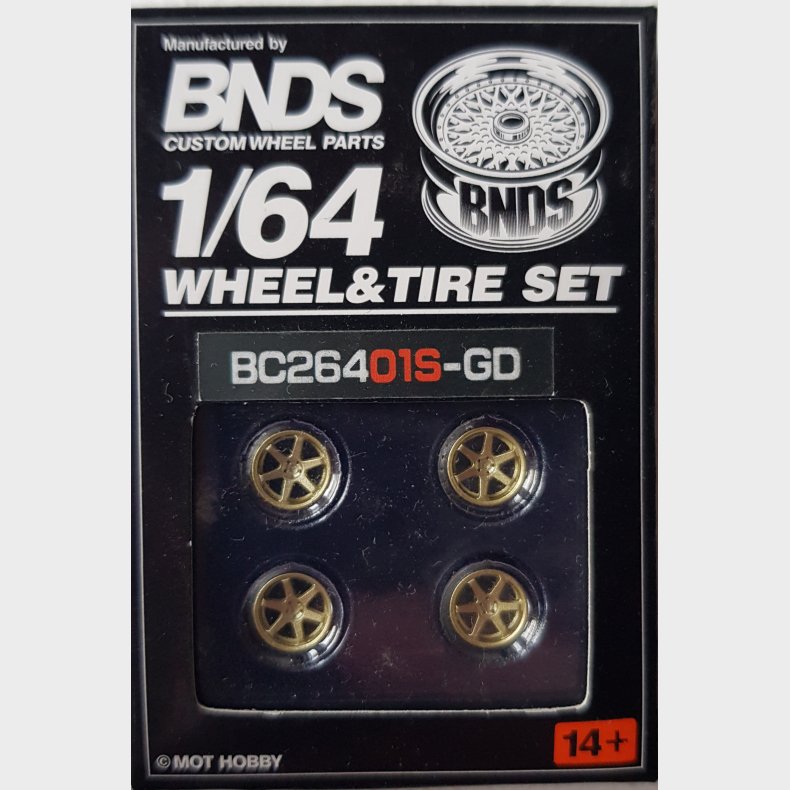 Manufactured by
BNDS
CUSTOM WHEEL PARTS
BNDS
1/64
WHEEL&TIRE SET
BC26401S-GD
14+
©MOT HOBBY